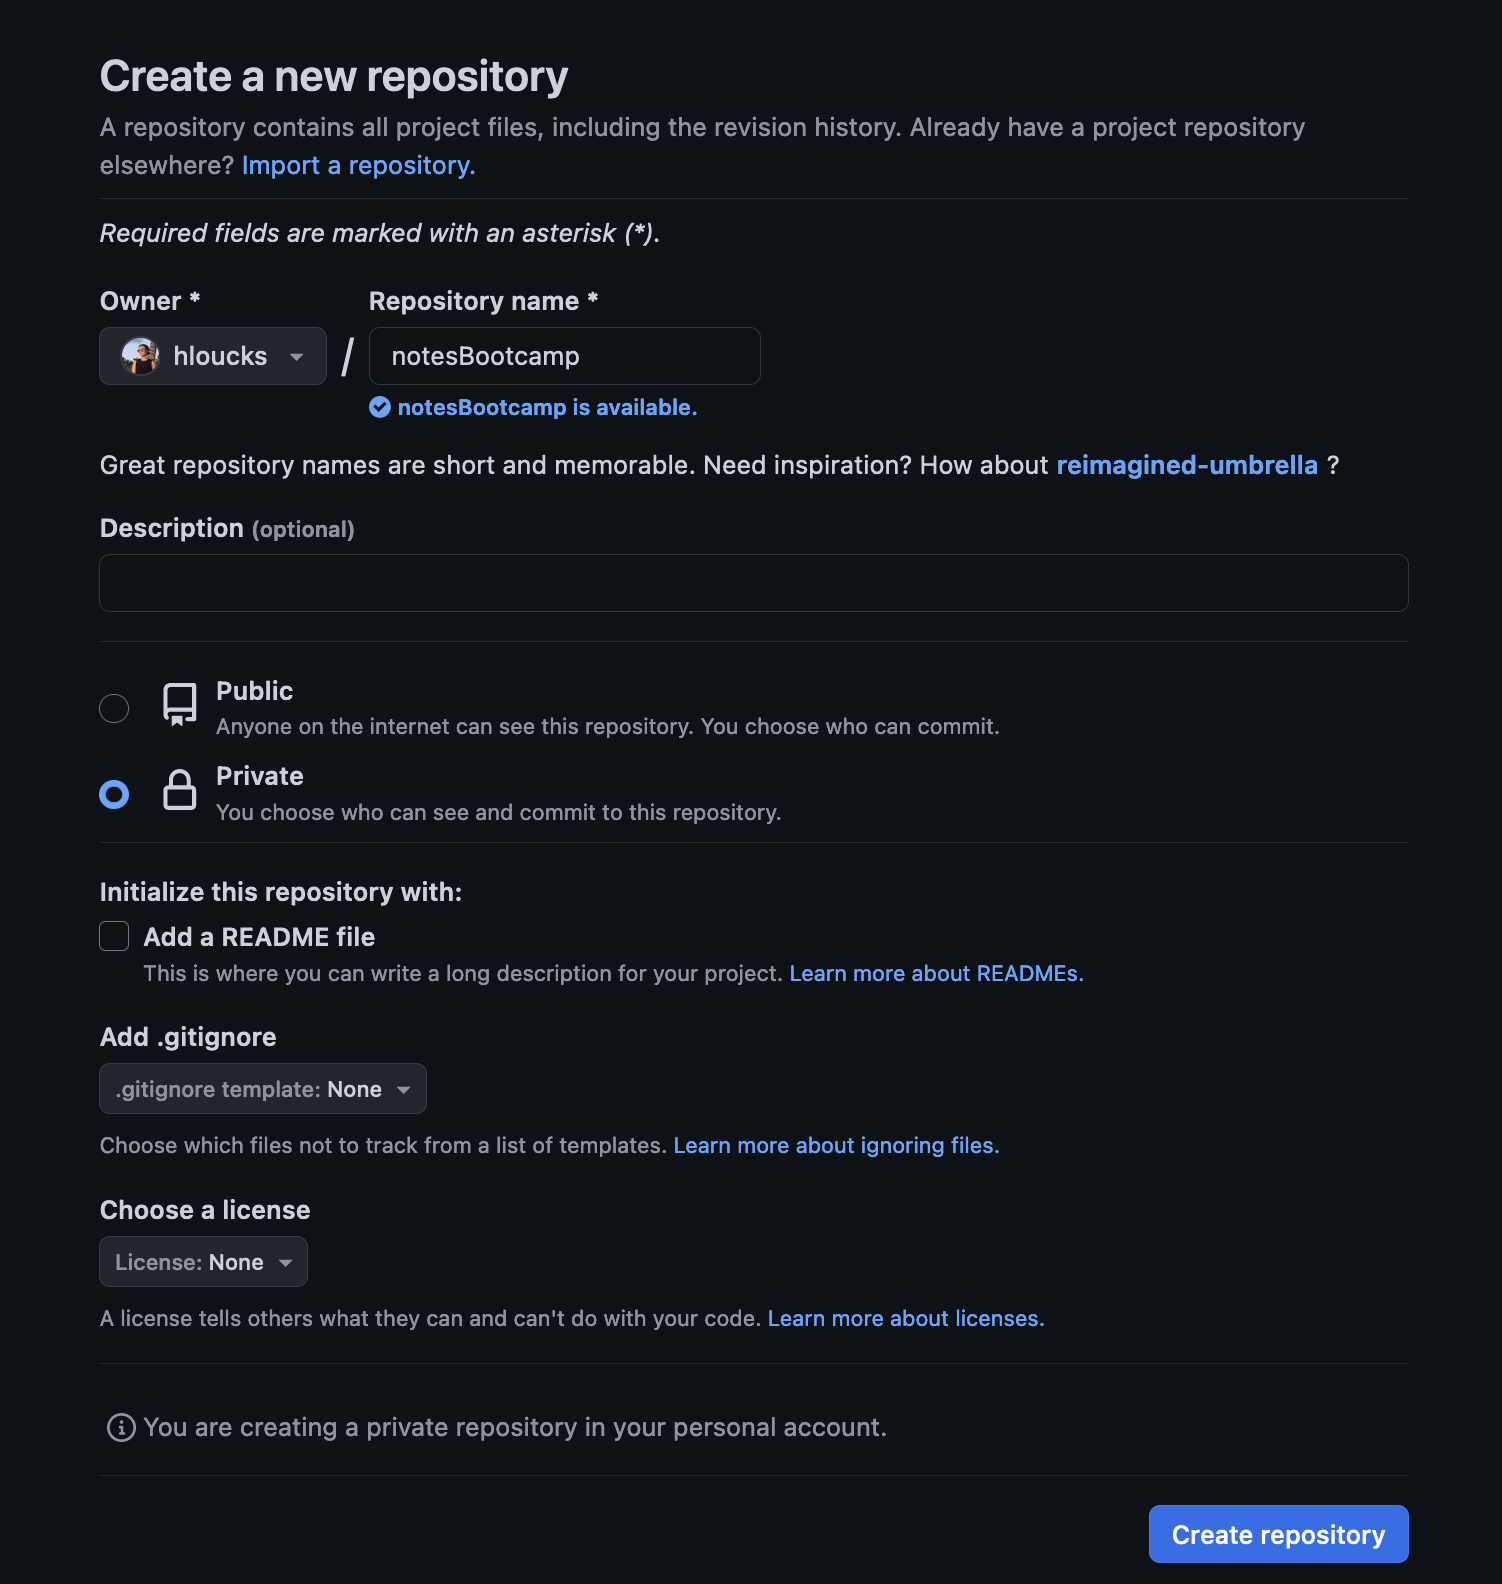 Create a new repository
A repository contains all project files, including the revision history. Already have a project repository
elsewhere? Import a repository.
Required fields are marked with an asterisk (*).
Owner *
Repository name *
hloucks
/
notesBootcamp
notesBootcamp is available.
Great repository names are short and memorable. Need inspiration? How about reimagined-umbrella ?
Description (optional)
Public
Anyone on the internet can see this repository. You choose who can commit.
Private
You choose who can see and commit to this repository.
Initialize this repository with:
Add a README file
This is where you can write a long description for your project. Learn more about READMEs.
Add .gitignore
.gitignore template: None
Choose which files not to track from a list of templates. Learn more about ignoring files.
Choose a license
License: None
A license tells others what they can and can't do with your code. Learn more about licenses.
You are creating a private repository in your personal account.
Create repository